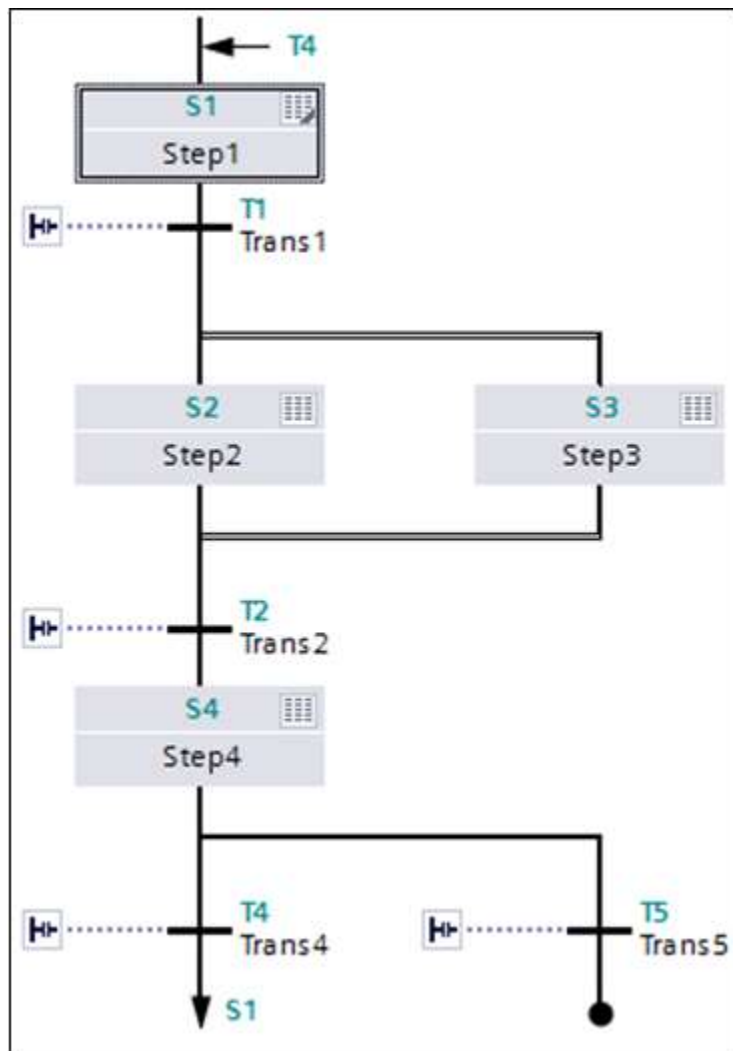 T4
S1
Step1
T1
Trans1
S2
Step2
S3
Step3
T2
Trans2
S4
Step4
T4
Trans4
T5
Trans5
S1